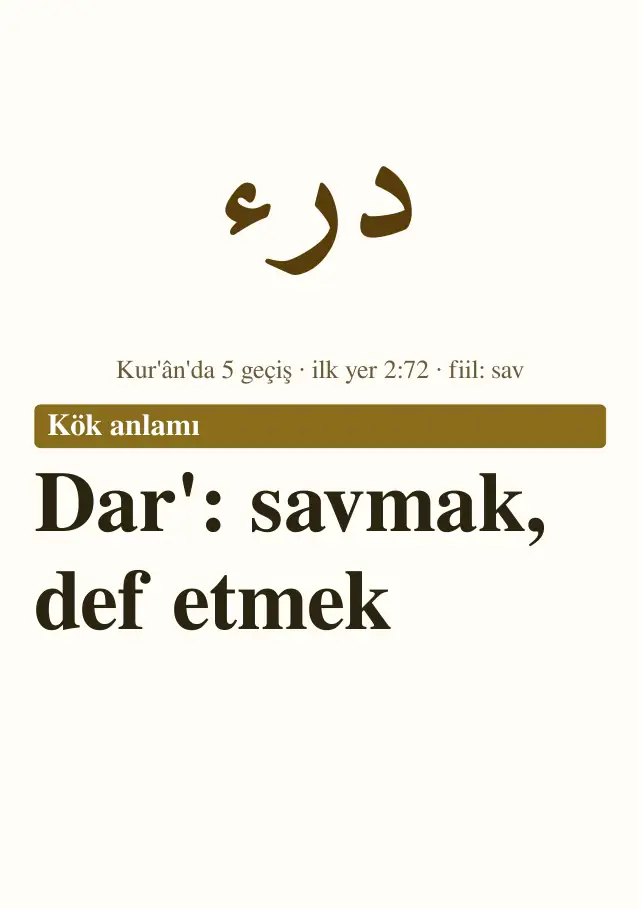 درء
Kur'ân'da 5 geçiş · ilk yer 2:72 · fiil: sav
Kök anlamı
Dar': savmak,
def etmek